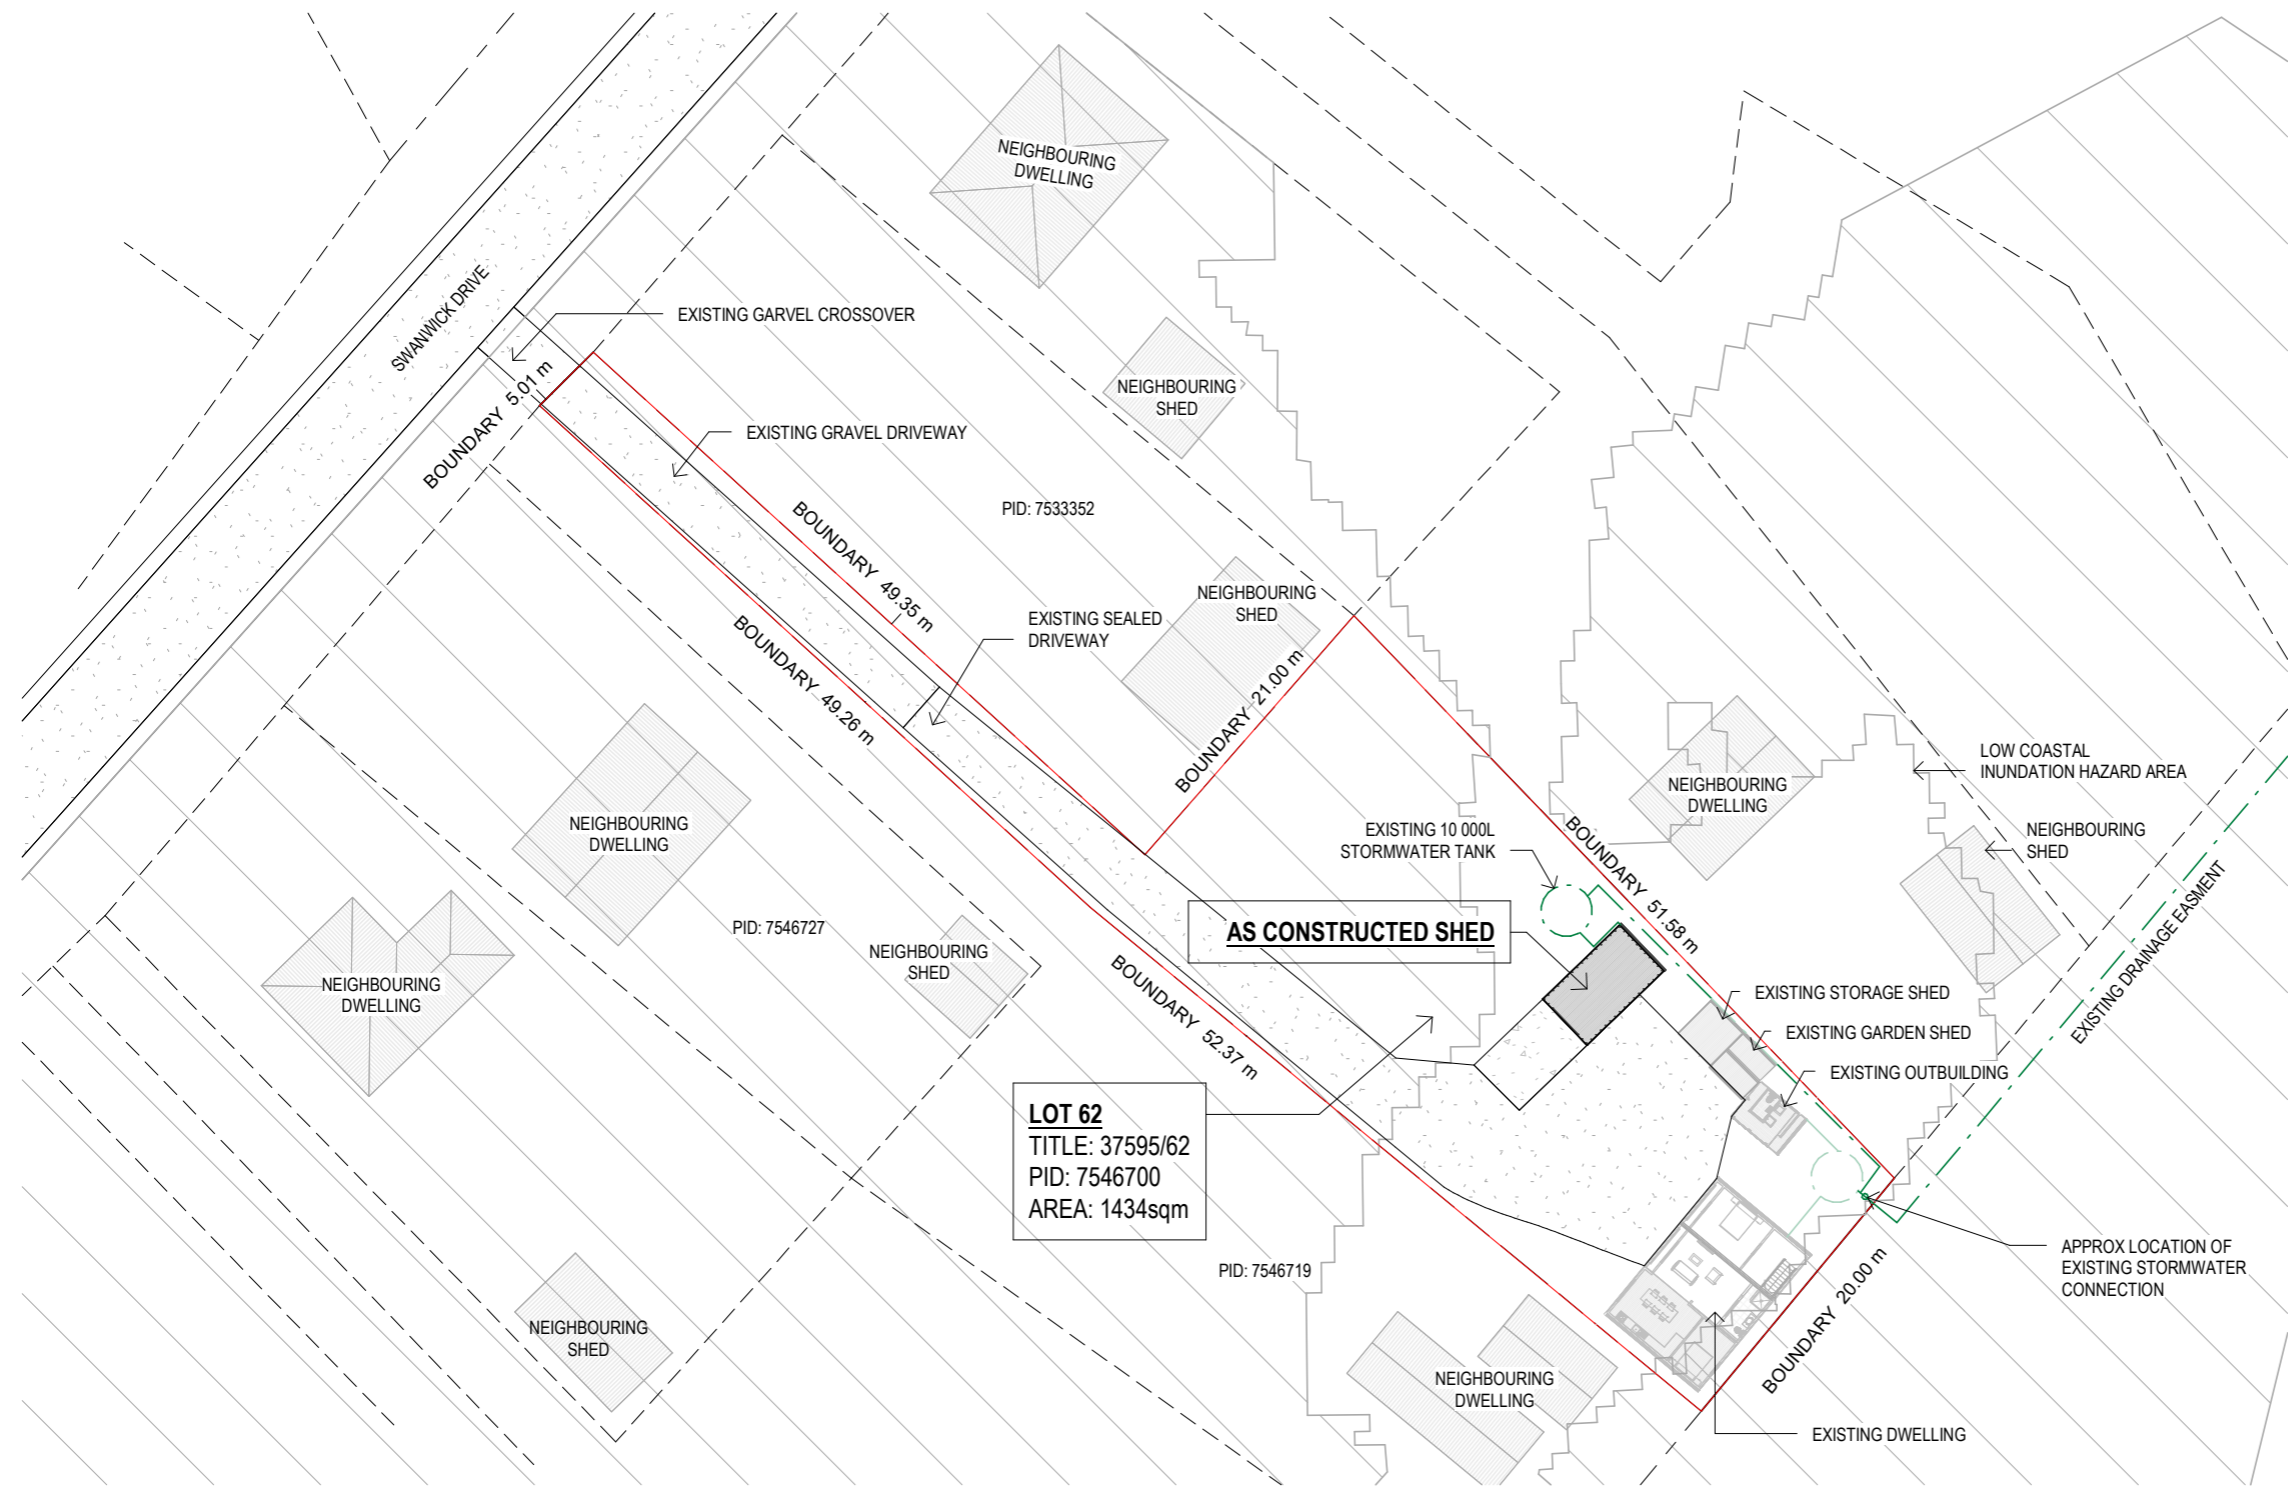 NEIGHBOURING
DWELLING
SWANWICK DRIVE
EXISTING GARVEL CROSSOVER
BOUNDARY 5.01 m
NEIGHBOURING
SHED
EXISTING GRAVEL DRIVEWAY
BOUNDARY 49.35 m
PID: 7533352
NEIGHBOURING
SHED
EXISTING SEALED
DRIVEWAY
BOUNDARY 49.26 m
BOUNDARY 21.00 m
LOW COASTAL
INUNDATION HAZARD AREA
NEIGHBOURING
DWELLING
NEIGHBOURING
DWELLING
EXISTING 10 000L
STORMWATER TANK
BOUNDARY 51.58 m
NEIGHBOURING
SHED
EXISTING DRAINAGE EASMENT
PID: 7546727
AS CONSTRUCTED SHED
NEIGHBOURING
SHED
NEIGHBOURING
DWELLING
BOUNDARY 52.37 m
EXISTING STORAGE SHED
EXISTING GARDEN SHED
EXISTING OUTBUILDING
LOT 62
TITLE: 37595/62
PID: 7546700
AREA: 1434sqm
PID: 7546719
APPROX LOCATION OF
EXISTING STORMWATER
CONNECTION
BOUNDARY 20.00 m
NEIGHBOURING
SHED
NEIGHBOURING
DWELLING
EXISTING DWELLING